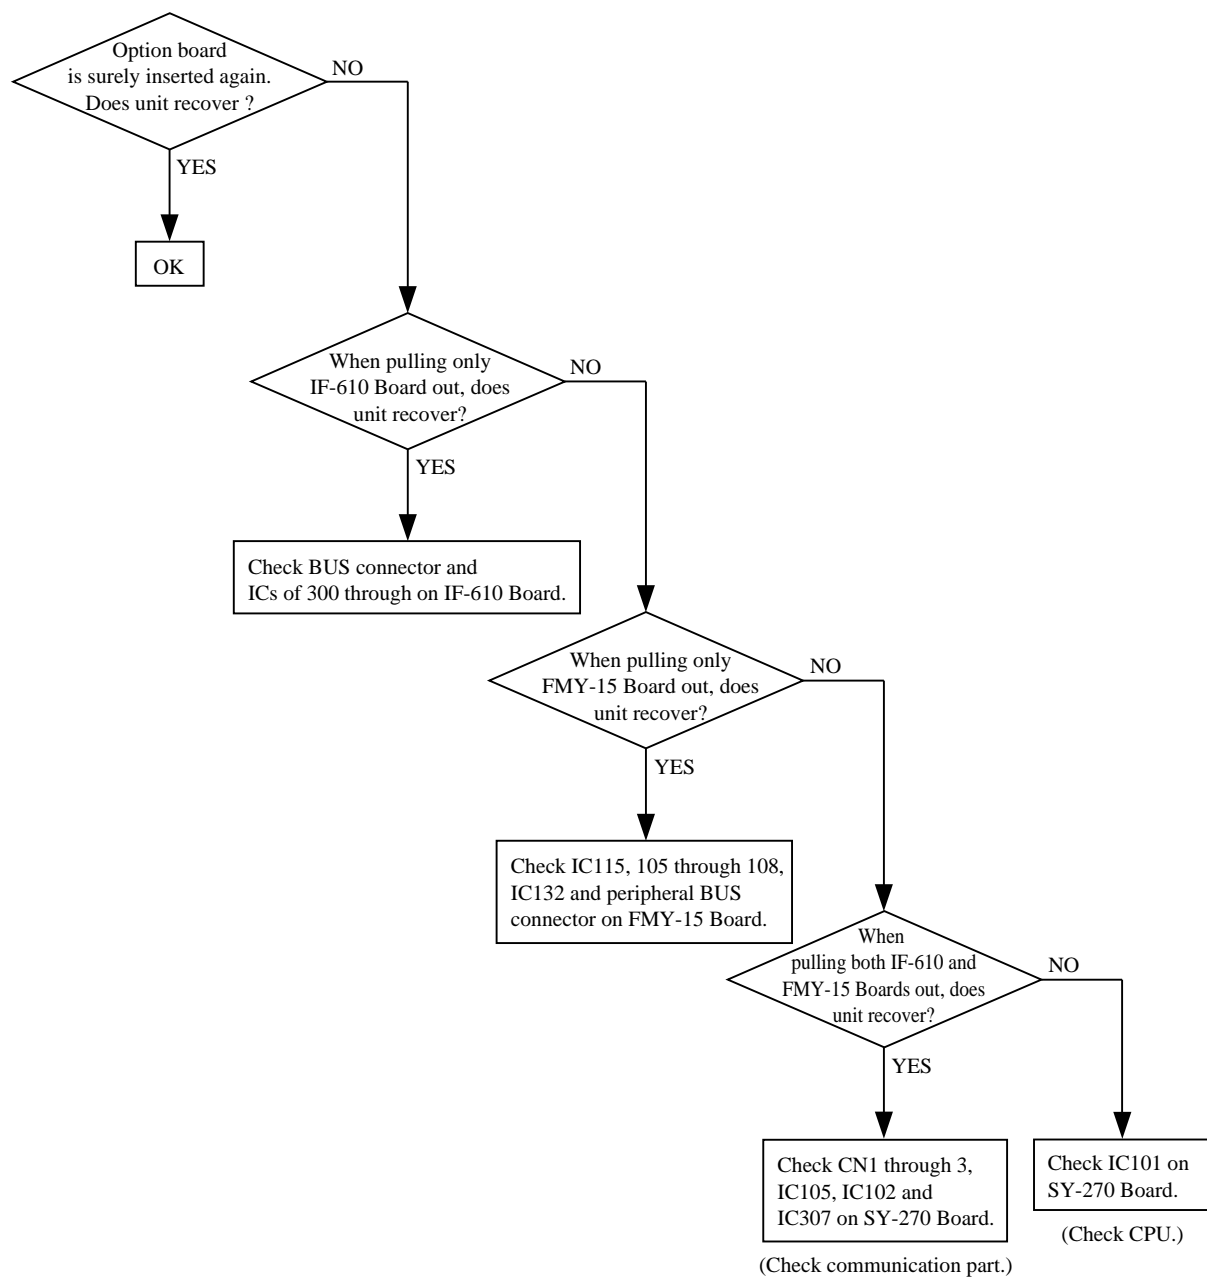 Option board
is surely inserted again.
Does unit recover ?
NO
YES
OK
When pulling only
IF-610 Board out, does
unit recover?
NO
YES
Check BUS connector and
ICs of 300 through on IF-610 Board.
When pulling only
FMY-15 Board out, does
unit recover?
NO
YES
Check IC115, 105 through 108,
IC132 and peripheral BUS
connector on FMY-15 Board.
When
pulling both IF-610 and
FMY-15 Boards out, does
unit recover?
NO
YES
Check CN1 through 3,
IC105, IC102 and
IC307 on SY-270 Board.
(Check communication part.)
Check IC101 on
SY-270 Board.
(Check CPU.)